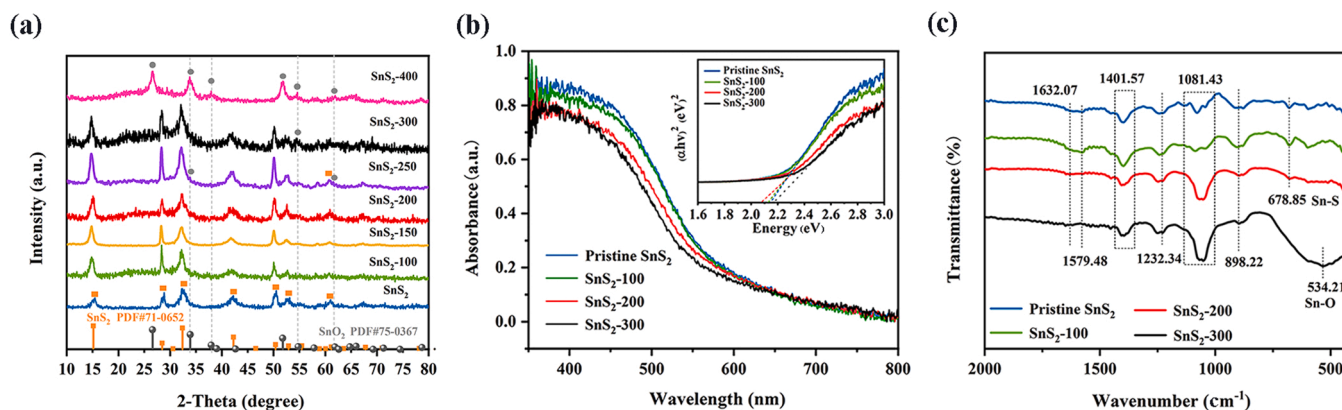 (a)
Intensity (a.u.)
SnS₂-400
SnS₂-300
SnS₂-250
SnS₂-200
SnS₂-150
SnS₂-100
SnS₂
SnS₂ PDF#71-0652
SnO₂ PDF#75-0367
10 15 20 25 30 35 40 45 50 55 60 65 70 75 80
2-Theta (degree)
(b)
Absorbance (a.u.)
1.0
0.8
0.6
0.4
0.2
0.0
Pristine SnS₂
SnS₂-100
SnS₂-200
SnS₂-300
400 500 600 700 800
Wavelength (nm)
(αhν)² (eV)²
Pristine SnS₂
SnS₂-100
SnS₂-200
SnS₂-300
1.6 1.8 2.0 2.2 2.4 2.6 2.8 3.0
Energy (eV)
(c)
Transmittance (%)
1632.07
1401.57
1081.43
678.85
Sn-S
1579.48
1232.34
898.22
534.21
Sn-O
Pristine SnS₂
SnS₂-100
SnS₂-200
SnS₂-300
2000 1500 1000 500
Wavenumber (cm⁻¹)